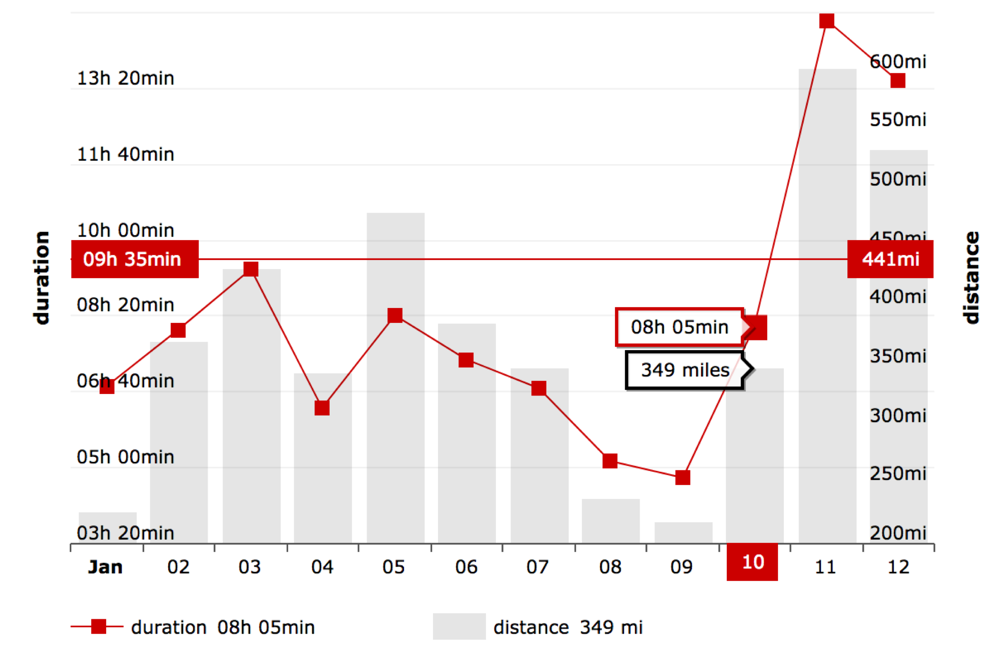 600mi
13h 20min
550mi
11h 40min
500mi
10h 00min
450mi
09h 35min
441mi
duration
distance
08h 20min
400mi
08h 05min
349 miles
350mi
06h 40min
300mi
05h 00min
250mi
03h 20min
200mi
Jan 02 03 04 05 06 07 08 09 10 11 12
duration 08h 05min
distance 349 mi